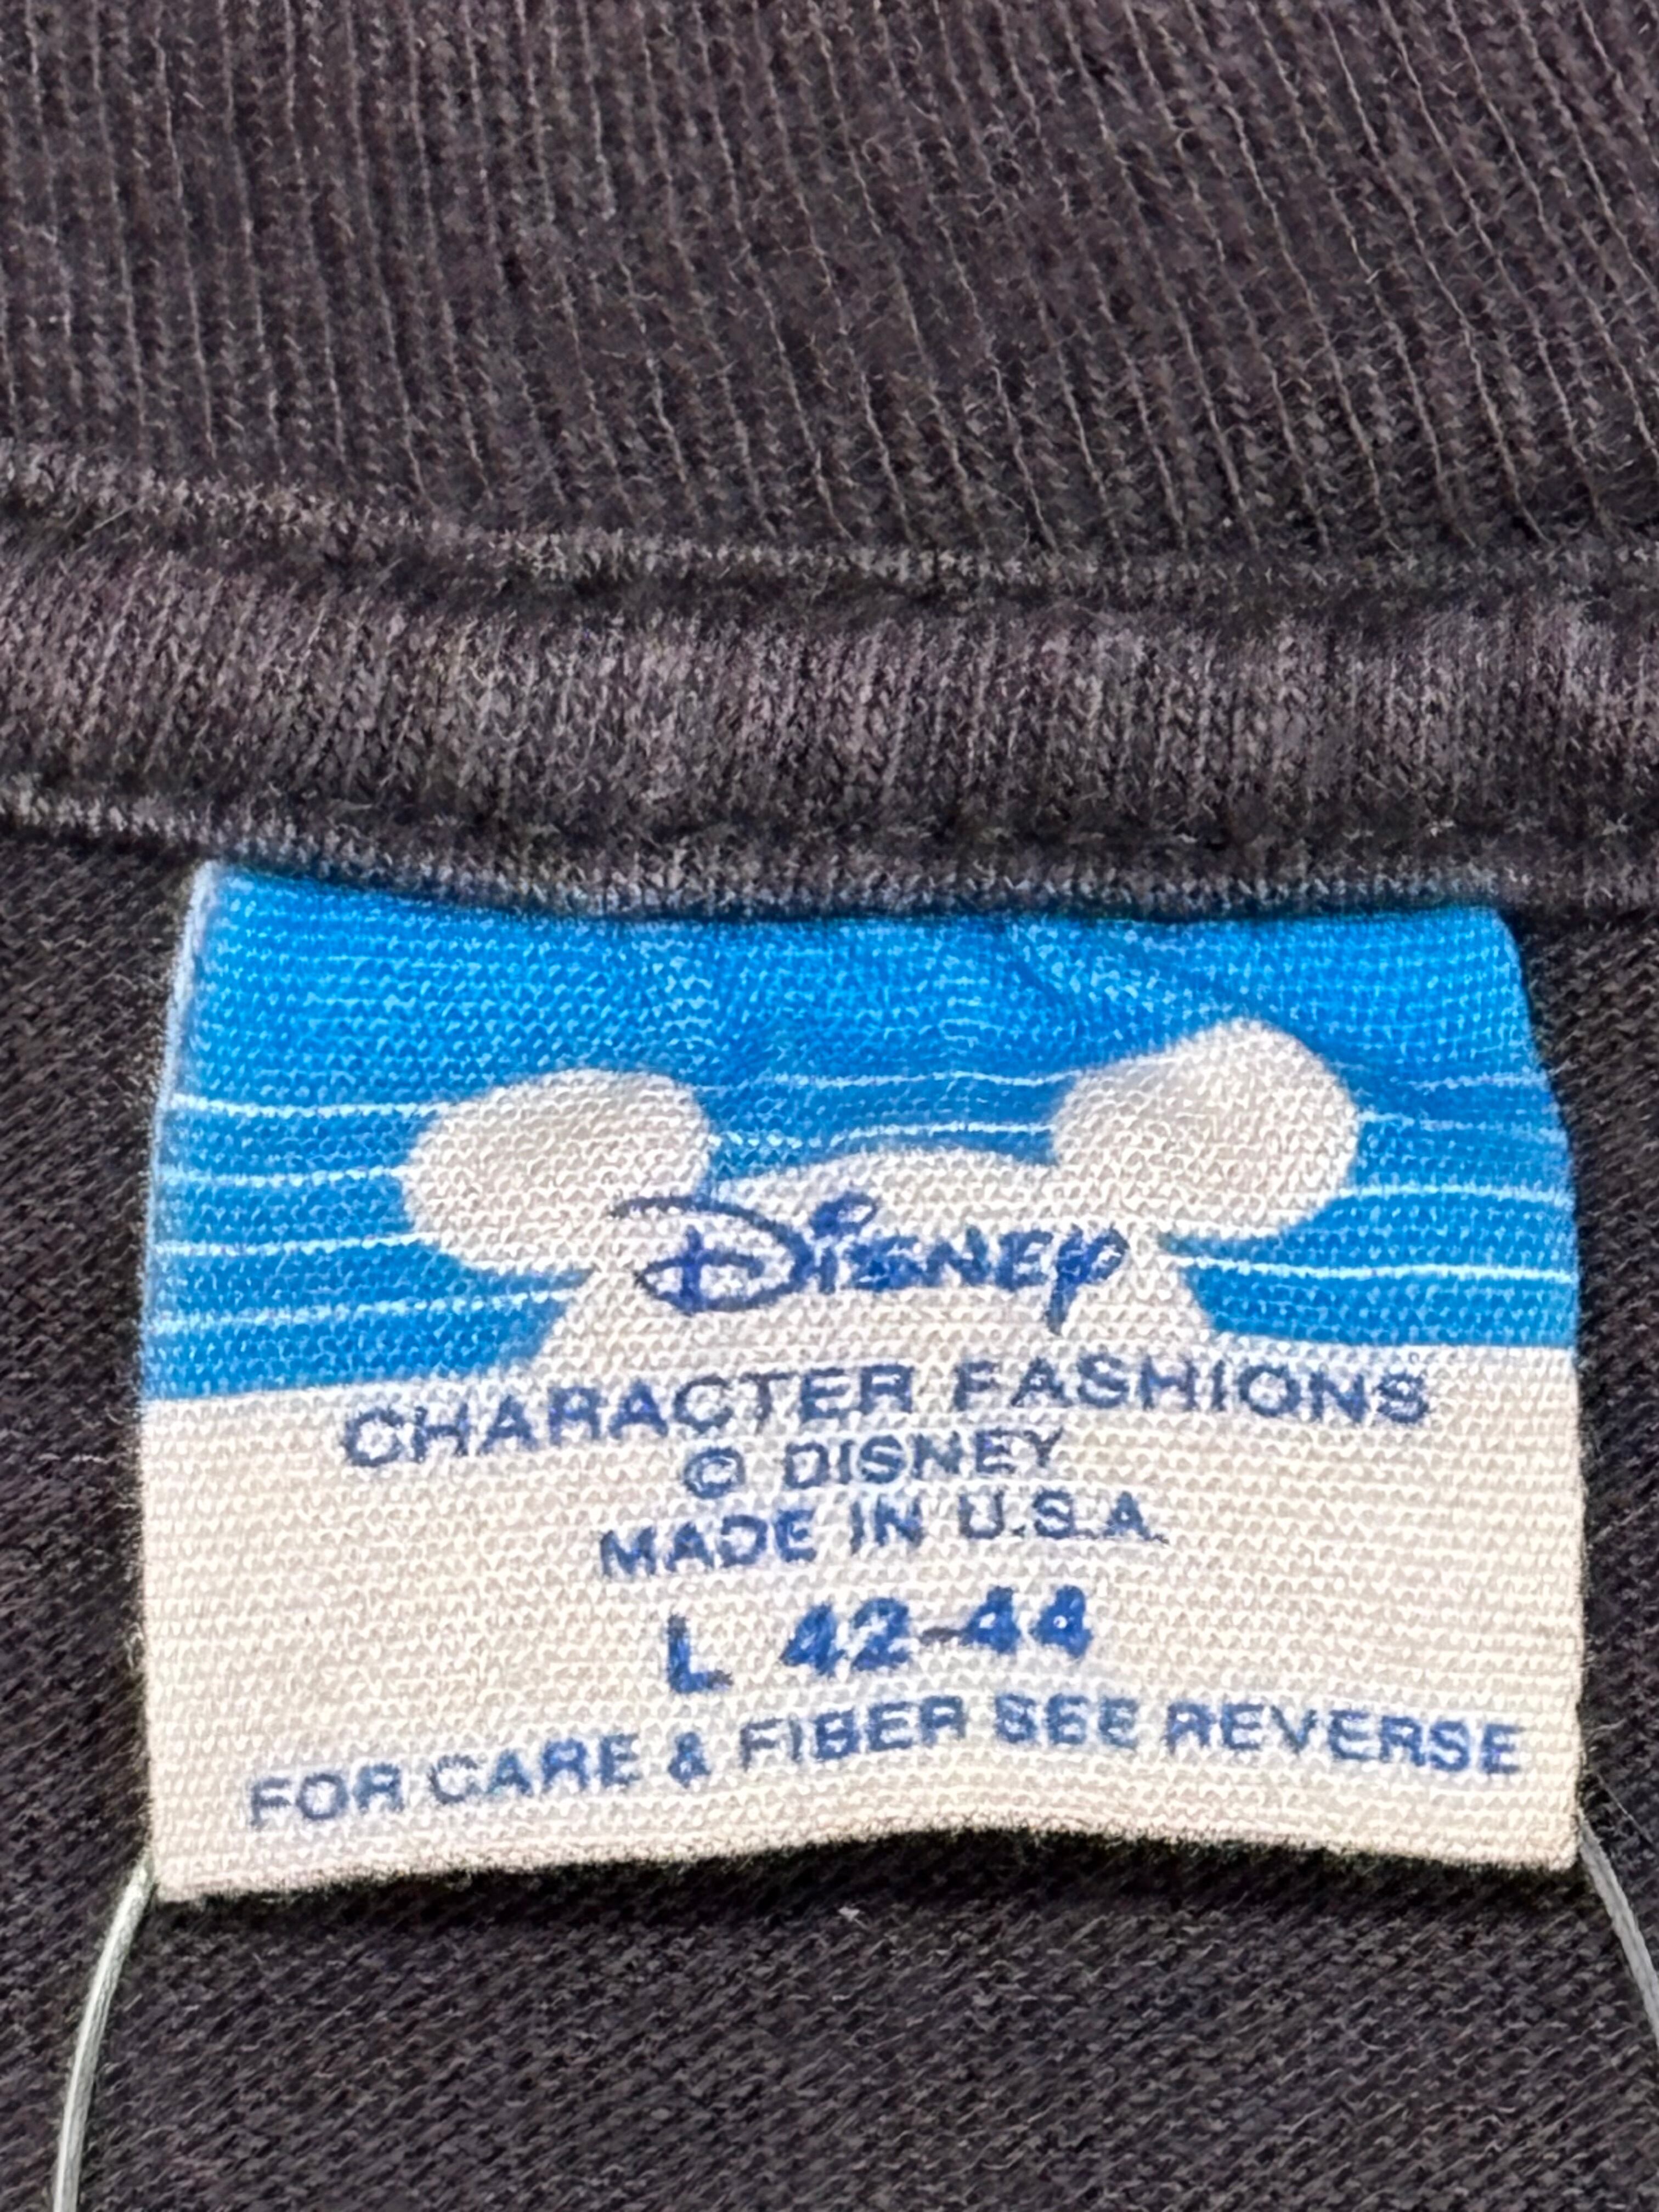 Disney
CHARACTER FASHIONS
© DISNEY
MADE IN U.S.A.
L 42-44
FOR CARE & FIBER SEE REVERSE